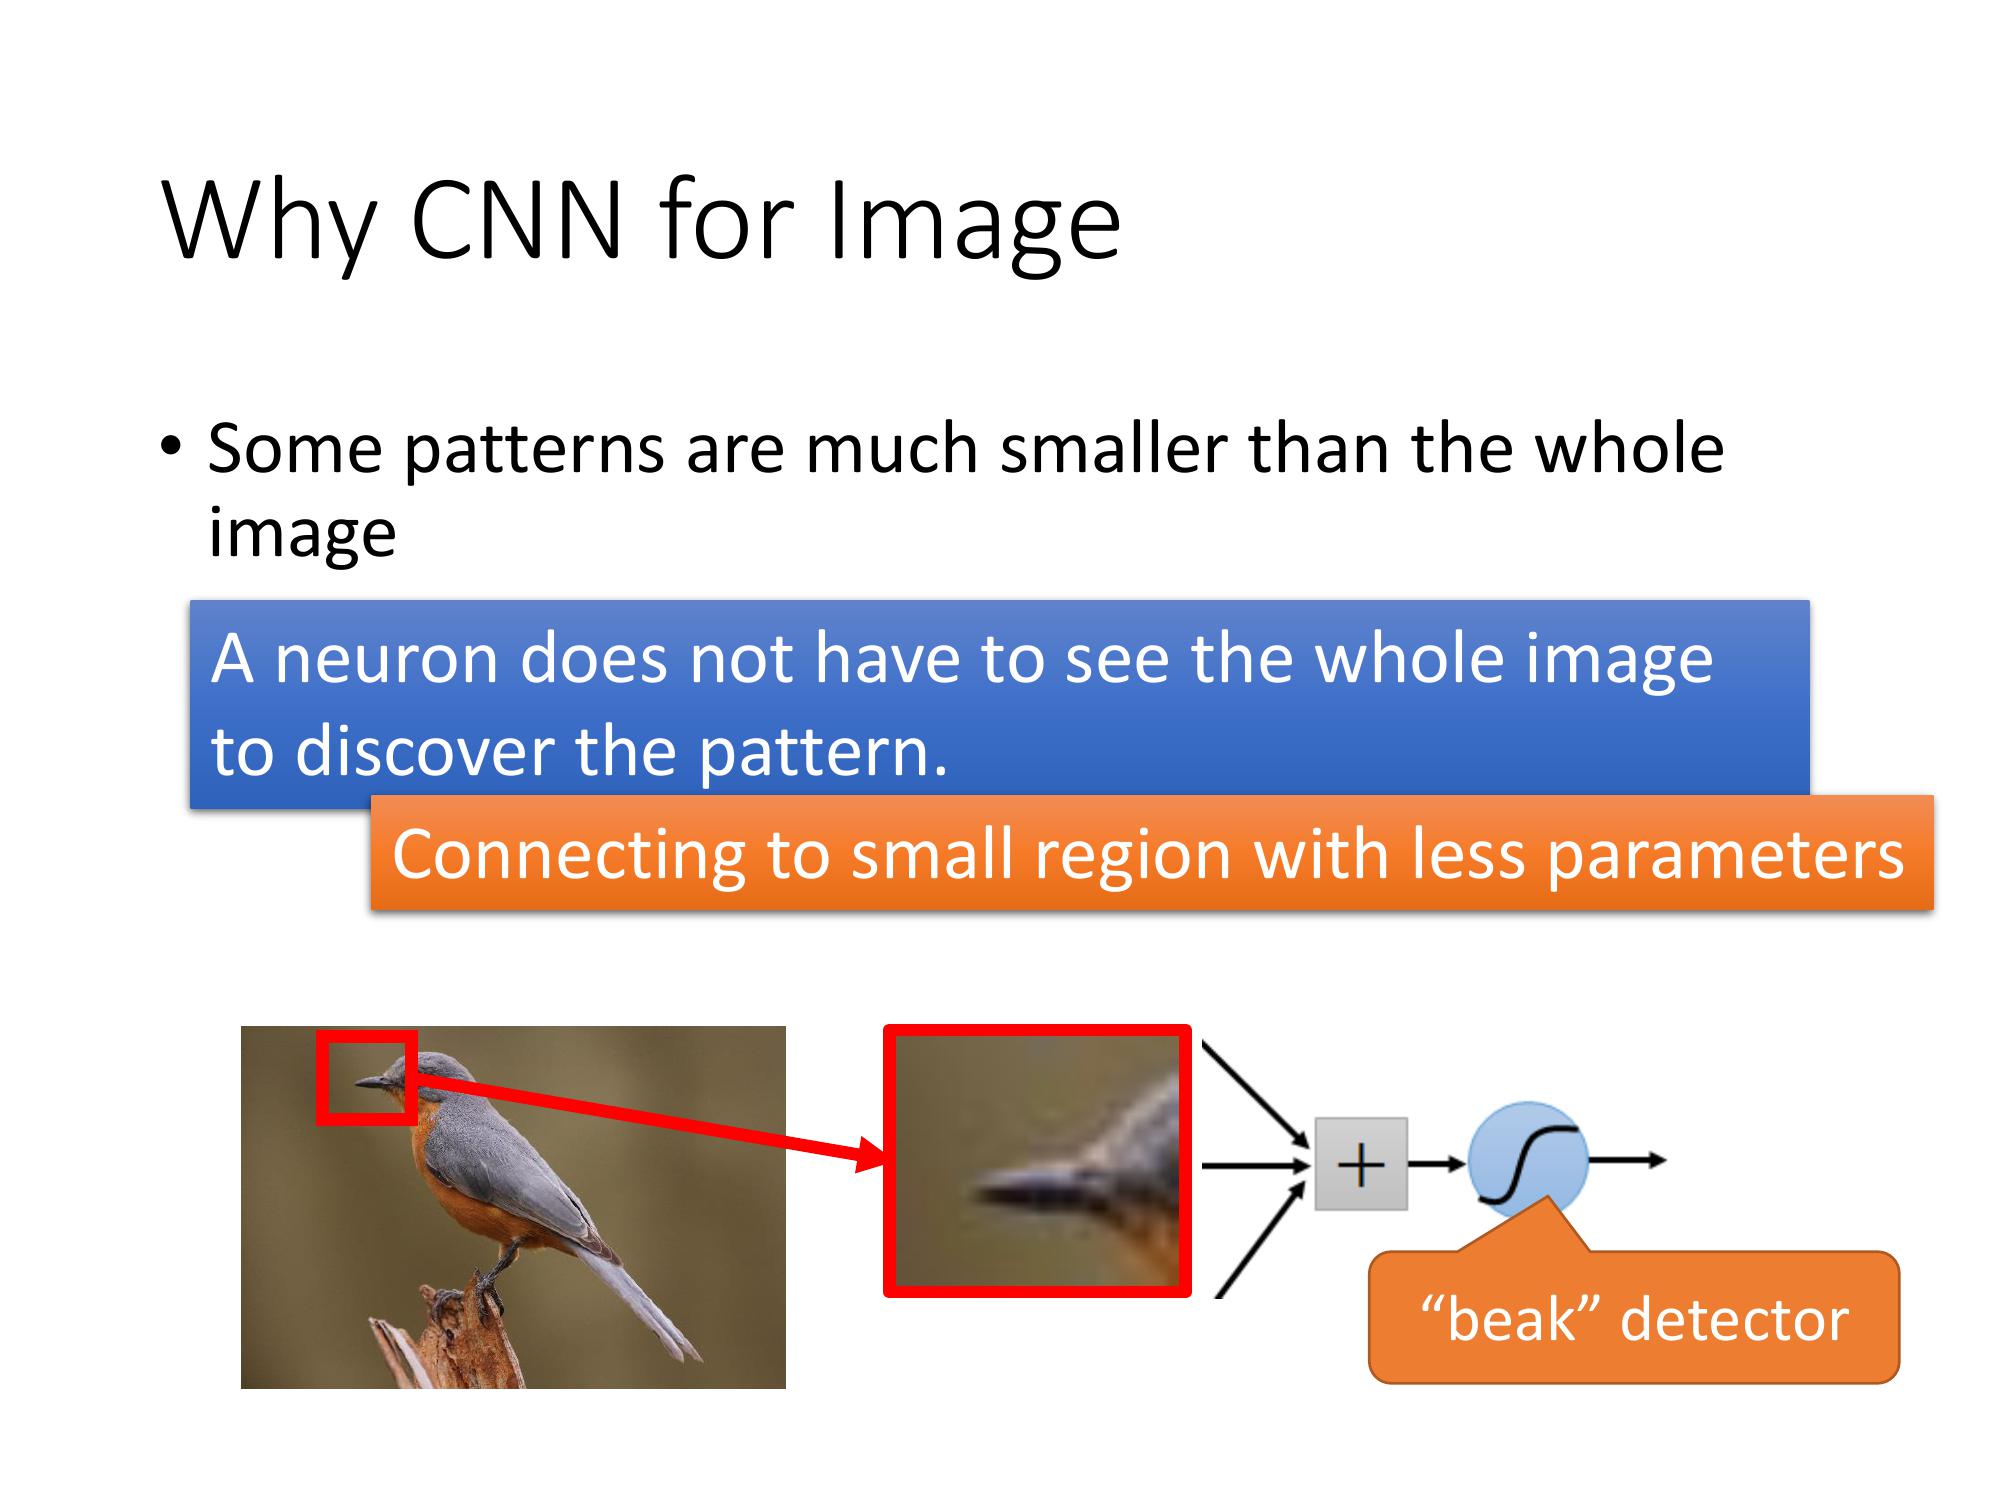 Why CNN for Image
• Some patterns are much smaller than the whole
image
A neuron does not have to see the whole image
to discover the pattern.
Connecting to small region with less parameters
+
“beak” detector